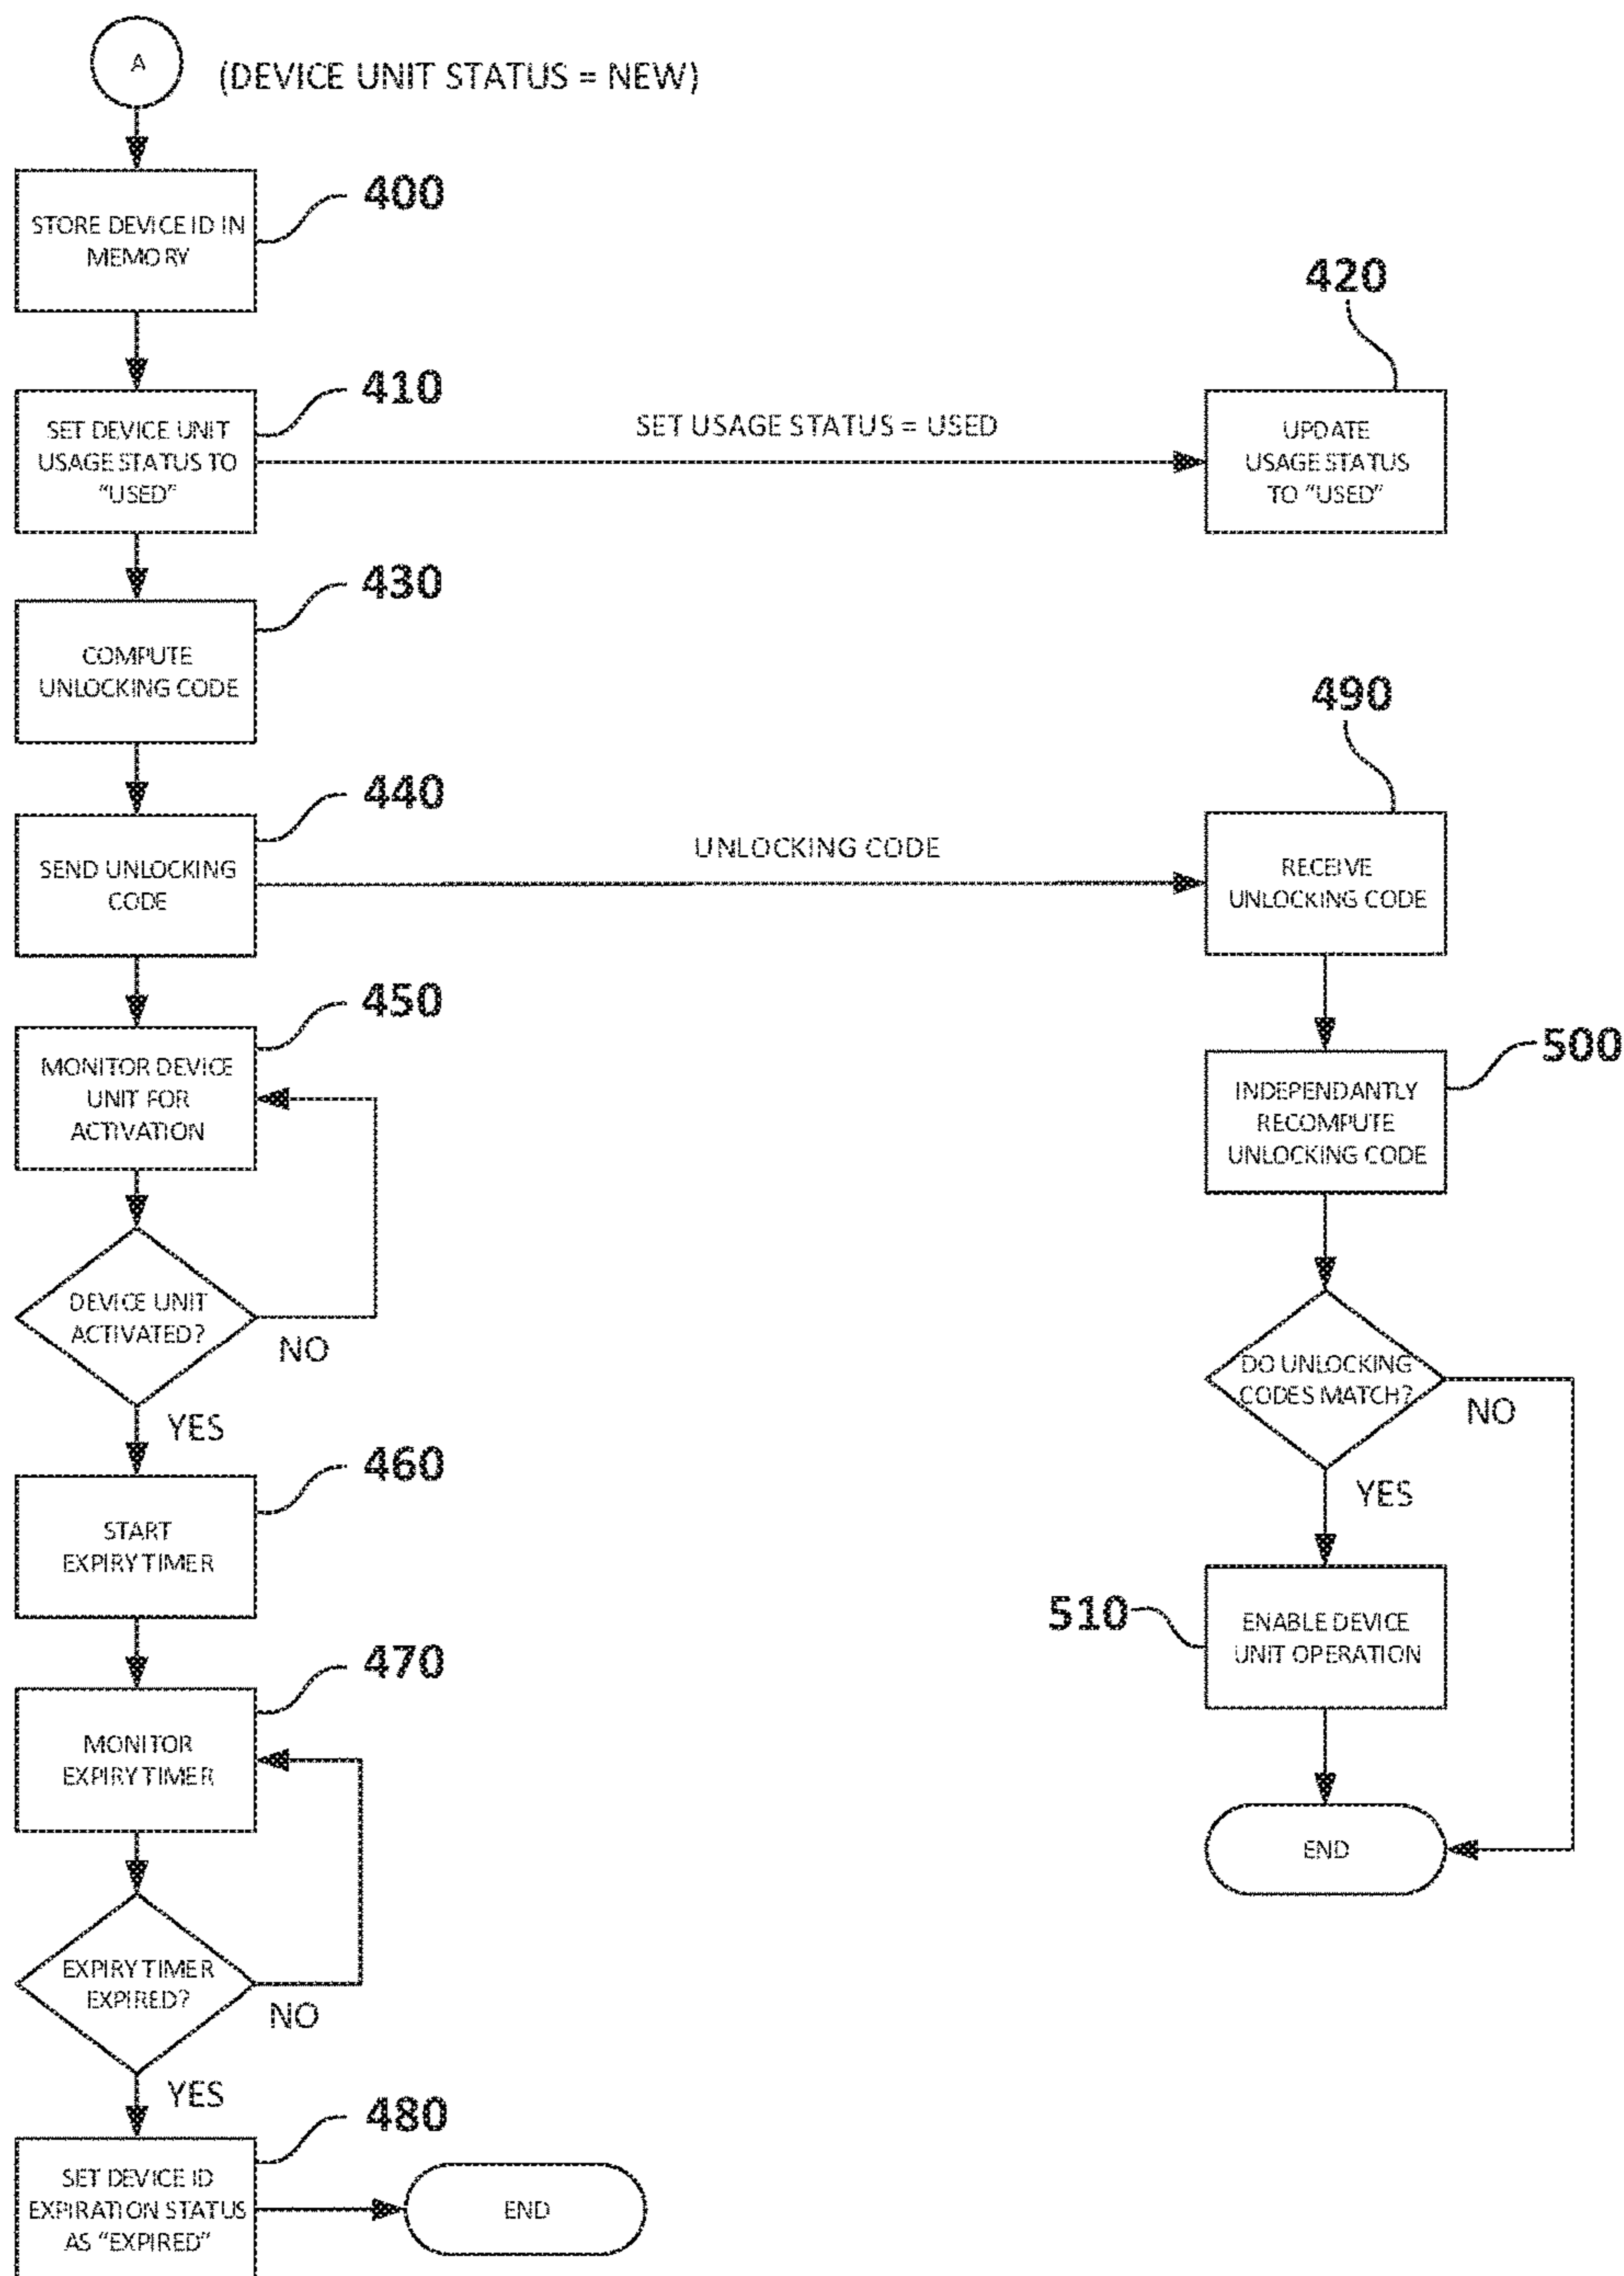 A
(DEVICE UNIT STATUS = NEW)
STORE DEVICE ID IN
MEMORY
400
SET DEVICE UNIT
USAGE STATUS TO
"USED"
410
SET USAGE STATUS = USED
420
UPDATE
USAGE STATUS
TO "USED"
COMPUTE
UNLOCKING CODE
430
SEND UNLOCKING
CODE
440
UNLOCKING CODE
490
RECEIVE
UNLOCKING CODE
MONITOR DEVICE
UNIT FOR
ACTIVATION
450
INDEPENDANTLY
RECOMPUTE
UNLOCKING CODE
500
DEVICE UNIT
ACTIVATED?
NO
YES
DO UNLOCKING
CODES MATCH?
NO
YES
START
EXPIRY TIMER
460
510
ENABLE DEVICE
UNIT OPERATION
MONITOR
EXPIRY TIMER
470
END
EXPIRY TIMER
EXPIRED?
NO
YES
SET DEVICE ID
EXPIRATION STATUS
AS "EXPIRED"
480
END